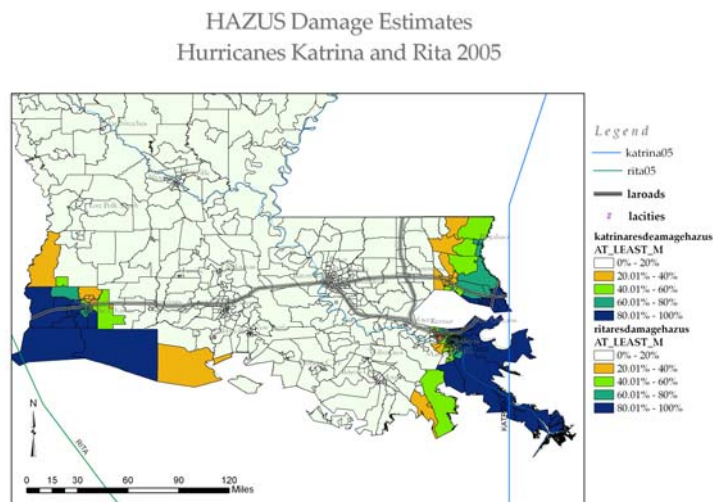 HAZUS Damage Estimates
Hurricanes Katrina and Rita 2005
Legend
katrina05
rita05
laroads
lacities
katrinaresdeamagehazus
AT_LEAST_M
0% - 20%
20.01% - 40%
40.01% - 60%
60.01% - 80%
80.01% - 100%
ritaresdamagehazus
AT_LEAST_M
0% - 20%
20.01% - 40%
40.01% - 60%
60.01% - 80%
80.01% - 100%
N
RITA
0 15 30 60 90 120
Miles